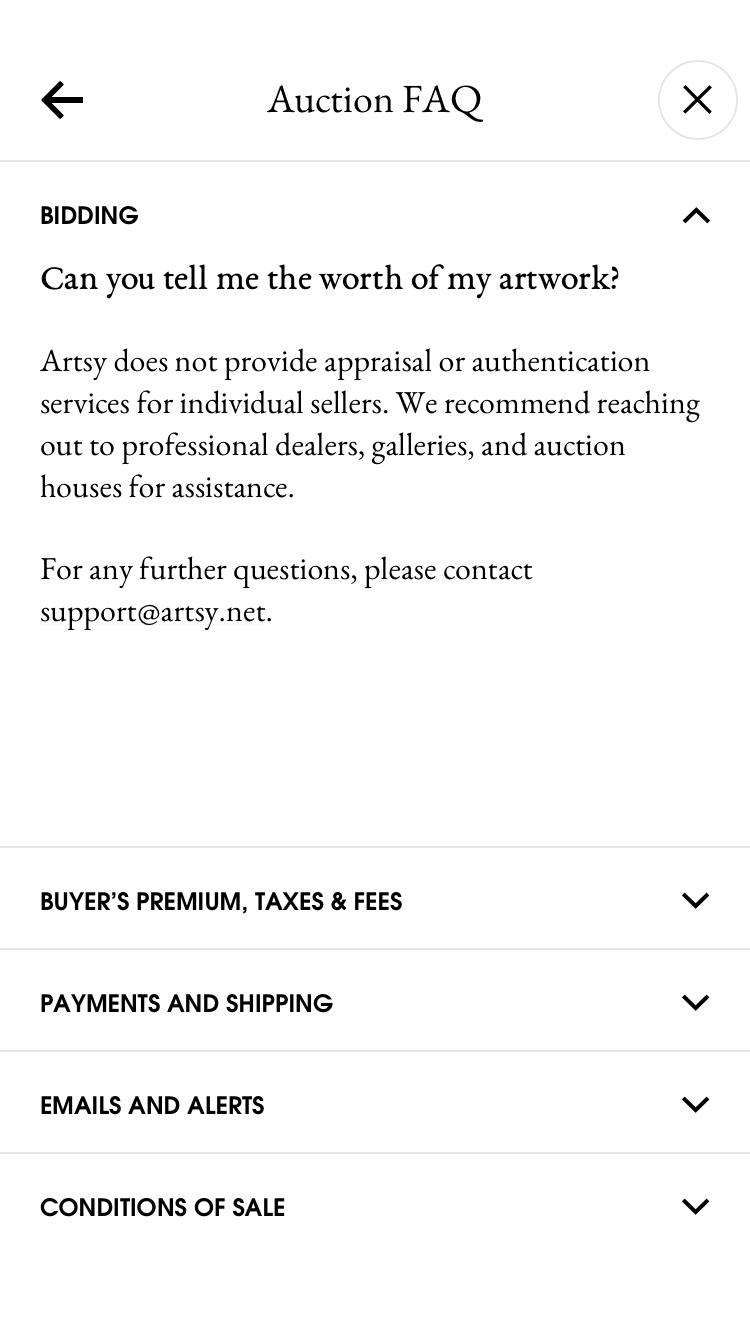 Auction FAQ
BIDDING
Can you tell me the worth of my artwork?
Artsy does not provide appraisal or authentication
services for individual sellers. We recommend reaching
out to professional dealers, galleries, and auction
houses for assistance.
For any further questions, please contact
support@artsy.net.
BUYER’S PREMIUM, TAXES & FEES
PAYMENTS AND SHIPPING
EMAILS AND ALERTS
CONDITIONS OF SALE